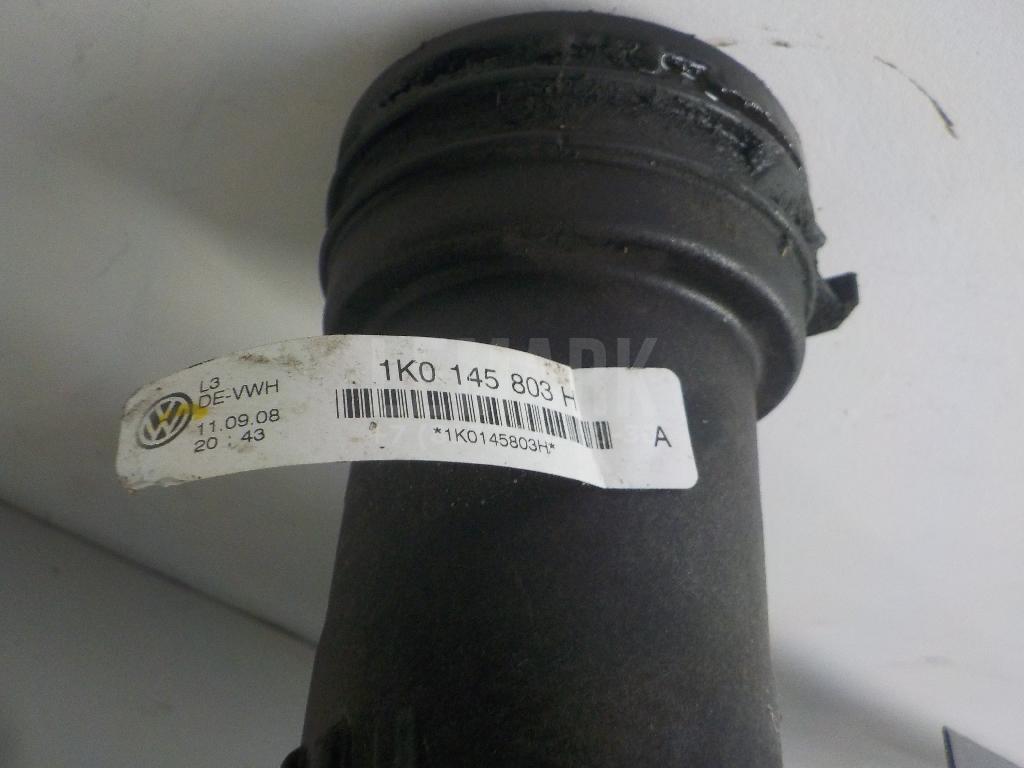 L3
DE-VWH
11.09.08
20 : 43
1K0 145 803 H
*1K0145803H*
A